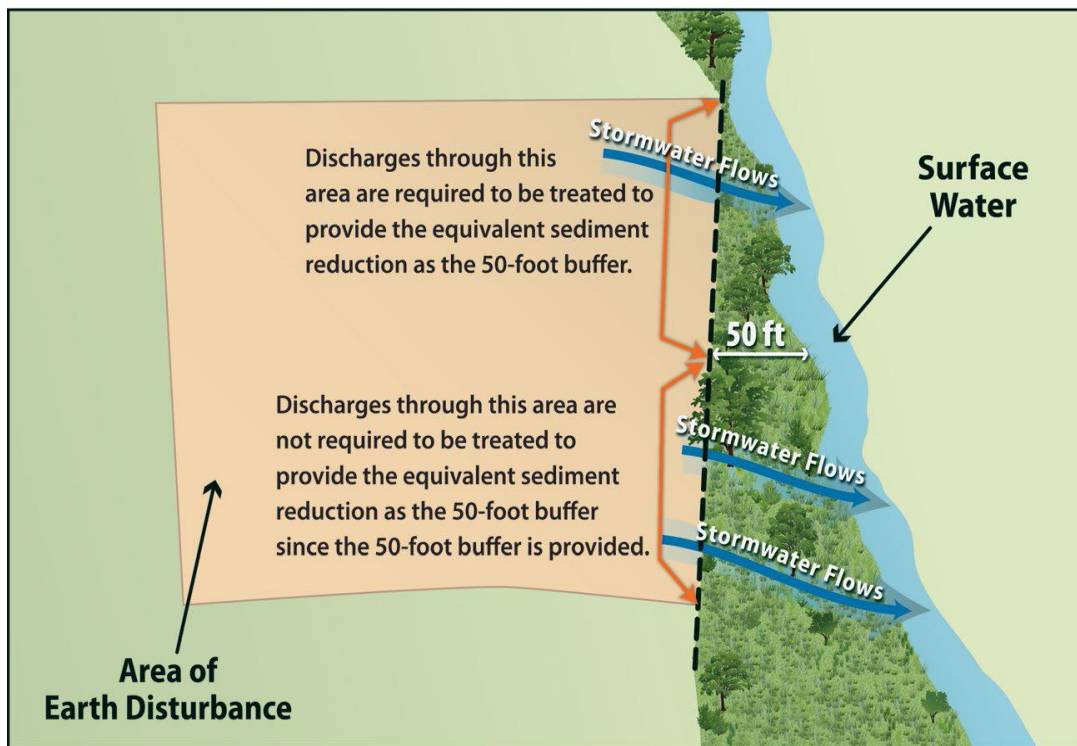 Stormwater Flows
Discharges through this
area are required to be treated to
provide the equivalent sediment
reduction as the 50-foot buffer.
Surface
Water
50 ft
Discharges through this area are
not required to be treated to
provide the equivalent sediment
reduction as the 50-foot buffer
since the 50-foot buffer is provided.
Stormwater Flows
Stormwater Flows
Area of
Earth Disturbance